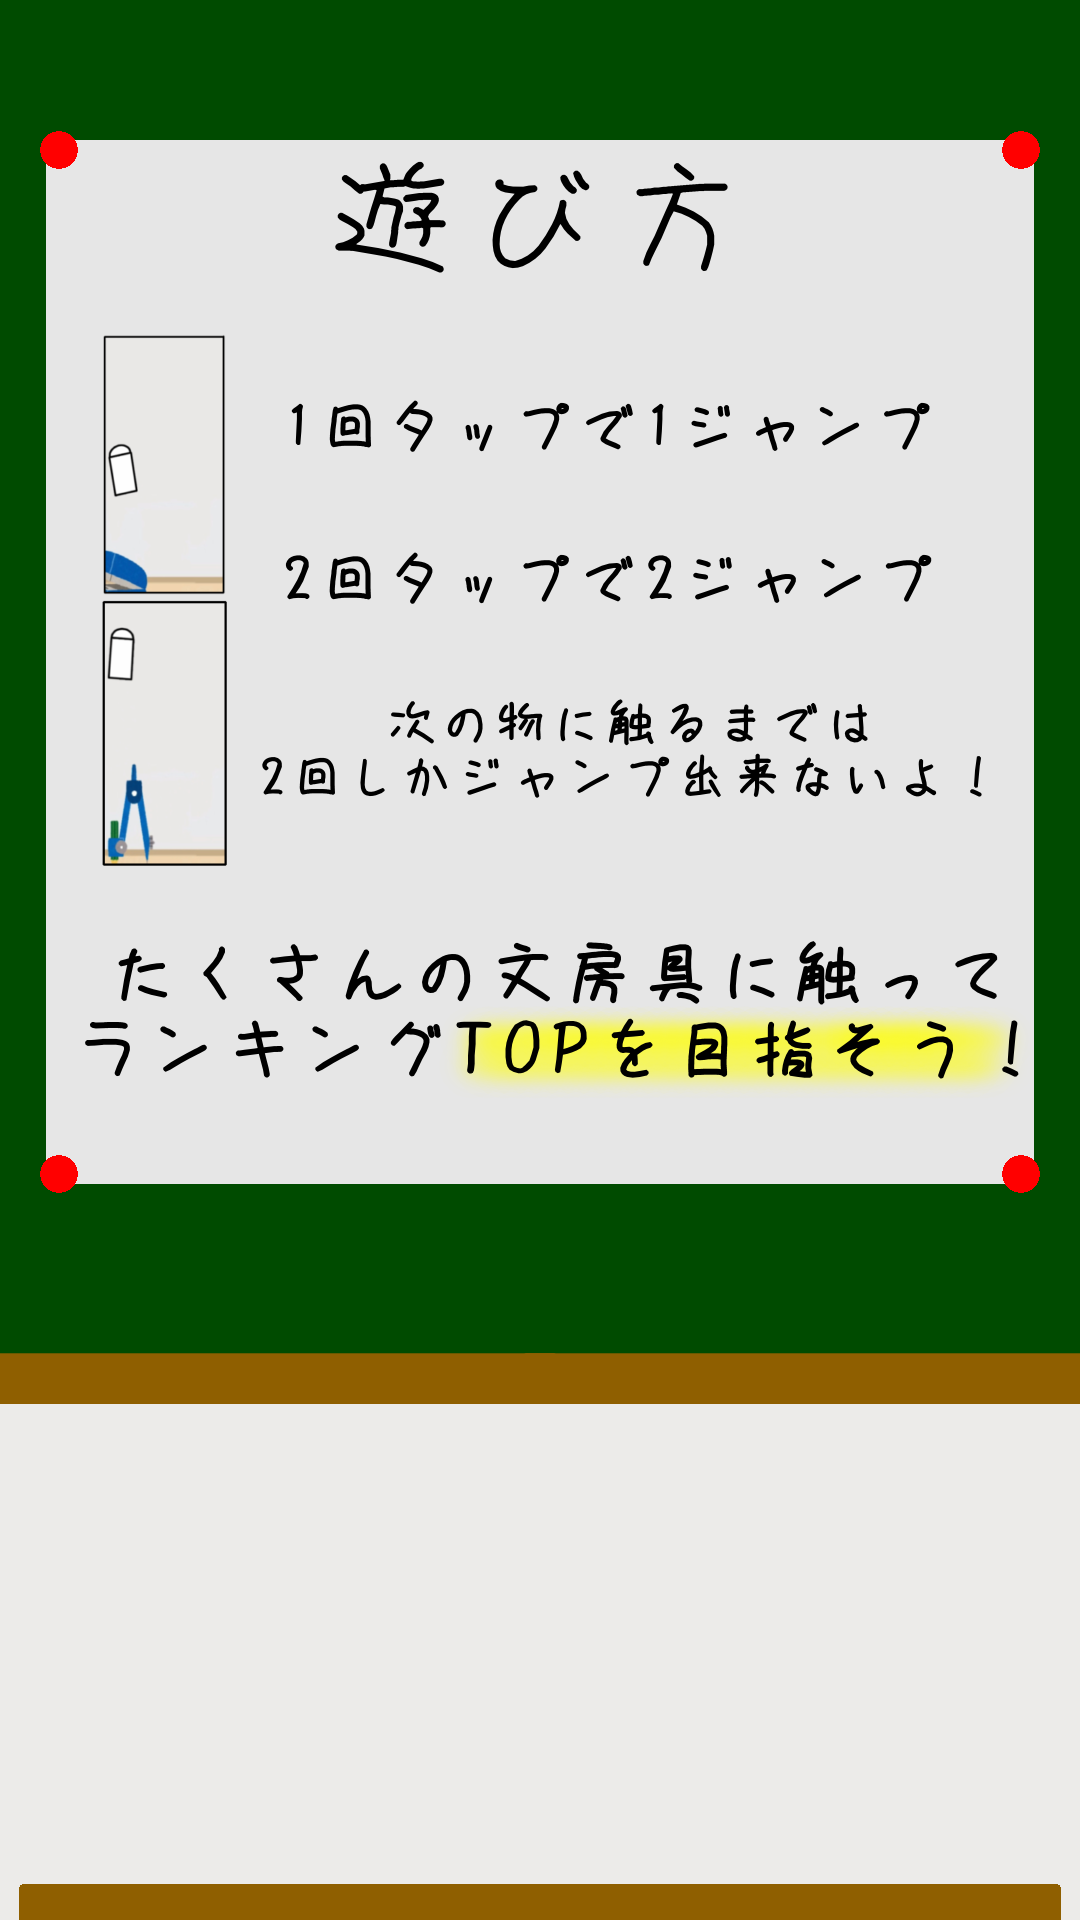 遊び方
1回タップで1ジャンプ
2回タップで2ジャンプ
次の物に触るまでは
2回しかジャンプ出来ないよ！
たくさんの文房具に触って
ランキングTOPを目指そう！